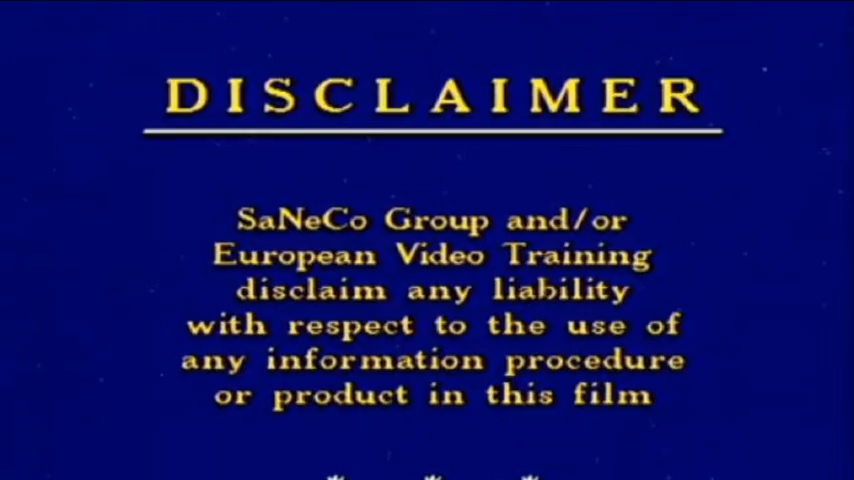 DISCLAIMER
SaNeCo Group and/or
European Video Training
disclaim any liability
with respect to the use of
any information procedure
or product in this film